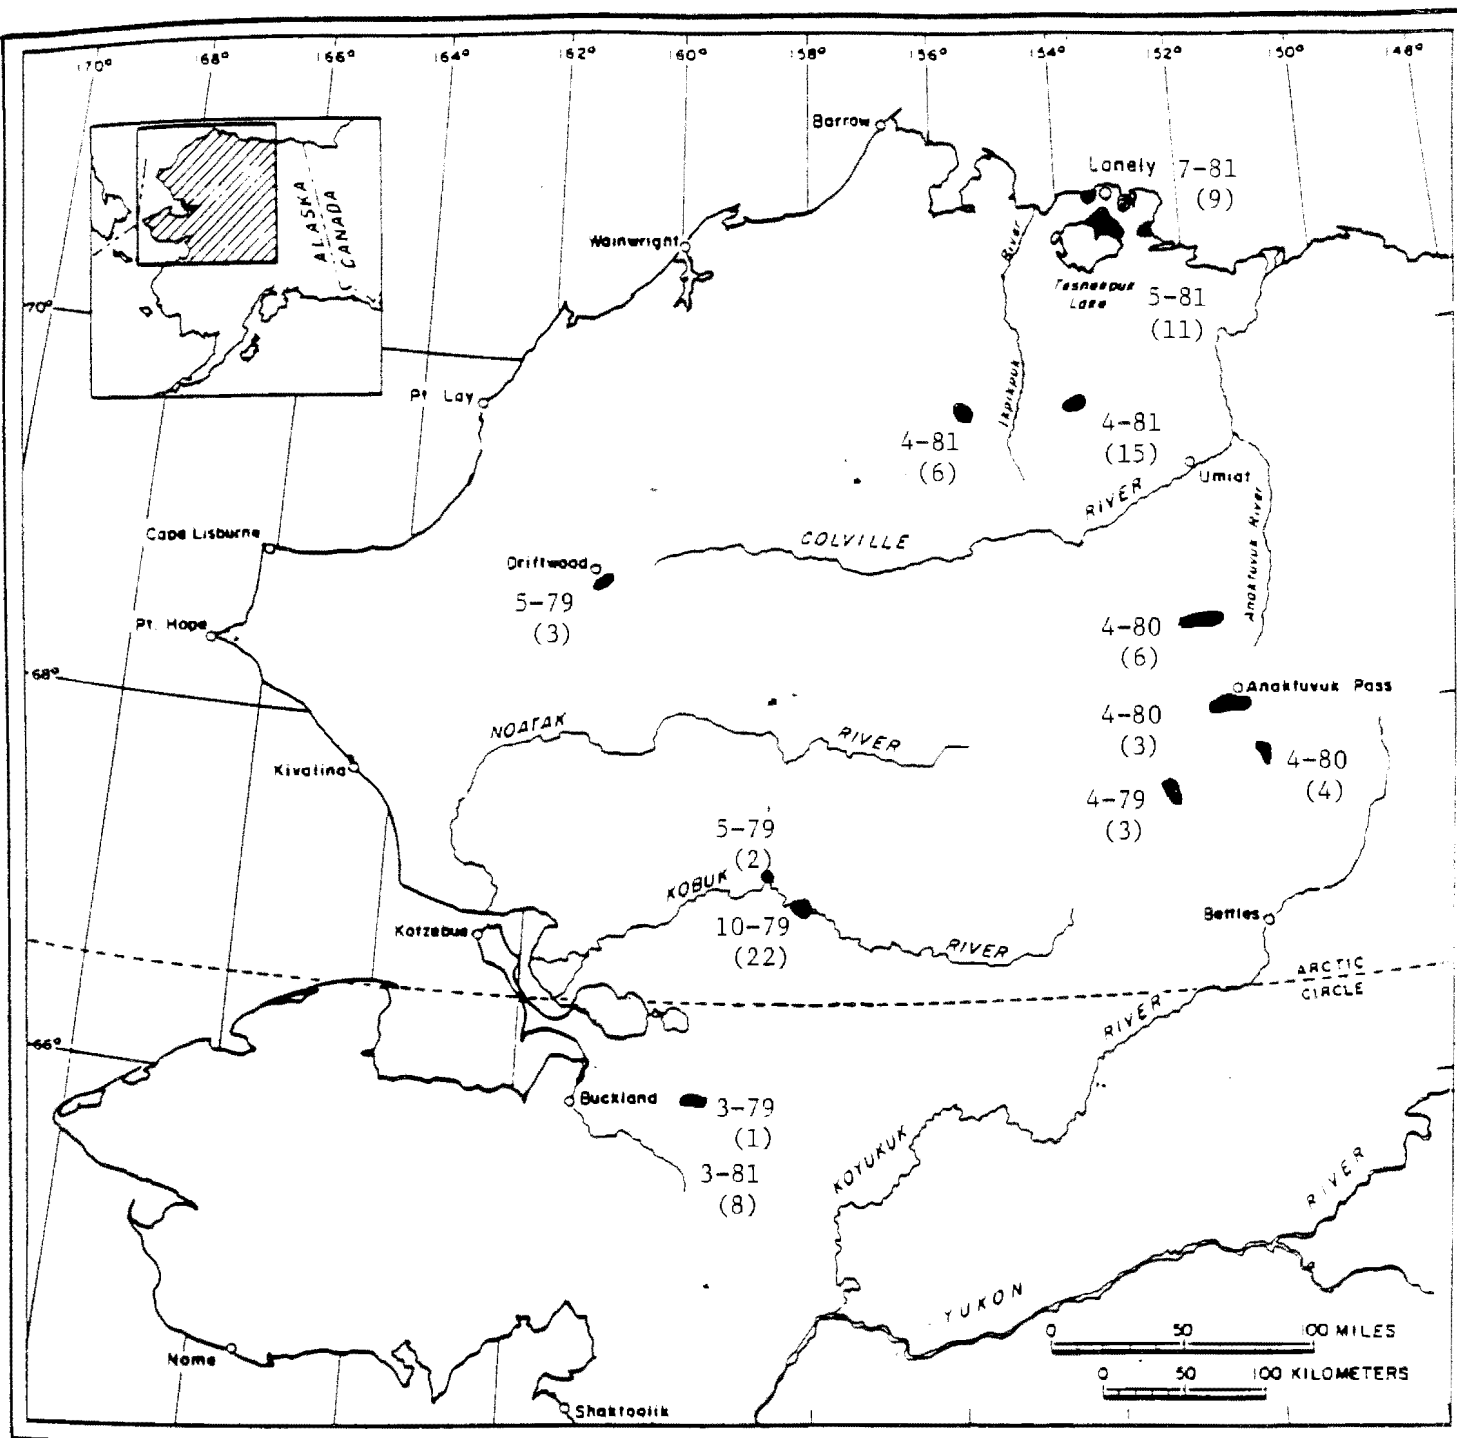 170° 168° 166° 164° 162° 160° 158° 156° 154° 152° 150° 148°
Barrow
Lonely 7-81
(9)
ALASKA
CANADA
Wainwright
River
Teshekpuk
Lake
5-81
(11)
70°
Ikpikpuk
Pt. Lay
4-81
(6)
4-81
(15)
Umiat
RIVER
Anaktuvuk River
Cape Lisburne
COLVILLE
Driftwood
5-79
(3)
Pt. Hope
4-80
(6)
68°
Anaktuvuk Pass
4-80
(3)
NOATAK
RIVER
4-80
(4)
Kivalina
4-79
(3)
5-79
(2)
KOBUK
10-79
(22)
RIVER
Bettles
Kotzebue
ARCTIC
CIRCLE
RIVER
66°
Buckland
3-79
(1)
3-81
(8)
KOYUKUK
RIVER
YUKON
0 50 100 MILES
0 50 100 KILOMETERS
Nome
Shaktoolik